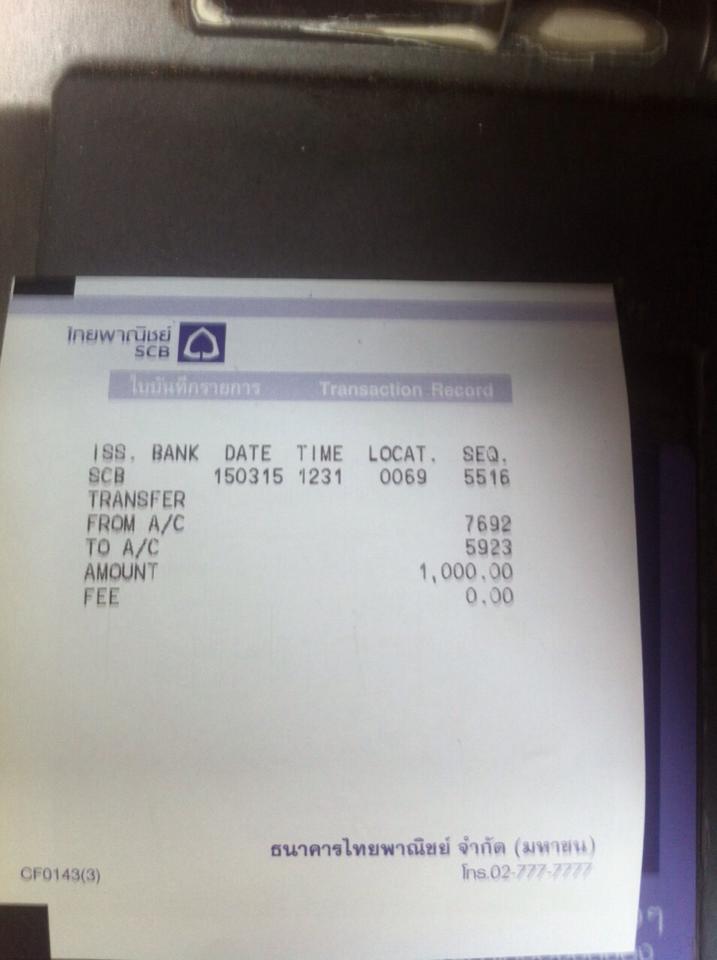 ไทยพาณิชย์
SCB
ใบบันทึกรายการ Transaction Record
ISS. BANK DATE TIME LOCAT. SEQ.
SCB 150315 1231 0069 5516
TRANSFER
FROM A/C 7692
TO A/C 5923
AMOUNT 1,000.00
FEE 0.00
ธนาคารไทยพาณิชย์ จำกัด (มหาชน)
CF0143(3) โทร.02-777-7777